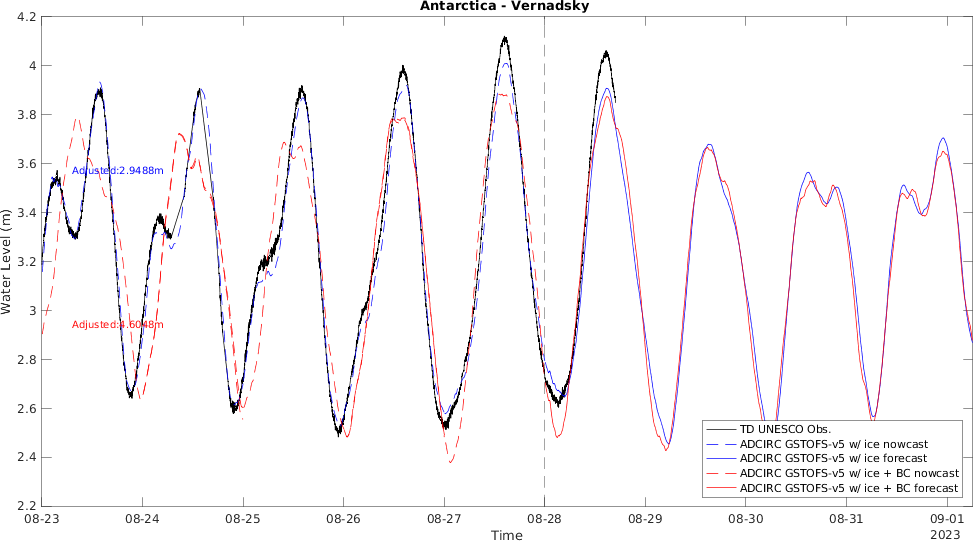 Antarctica - Vernadsky
4.2
4
3.8
3.6
3.4
3.2
3
2.8
2.6
2.4
2.2
Water Level (m)
Adjusted:2.9488m
Adjusted:4.6048m
TD UNESCO Obs.
ADCIRC GSTOFS-v5 w/ ice nowcast
ADCIRC GSTOFS-v5 w/ ice forecast
ADCIRC GSTOFS-v5 w/ ice + BC nowcast
ADCIRC GSTOFS-v5 w/ ice + BC forecast
08-23 08-24 08-25 08-26 08-27 08-28 08-29 08-30 08-31 09-01
2023
Time